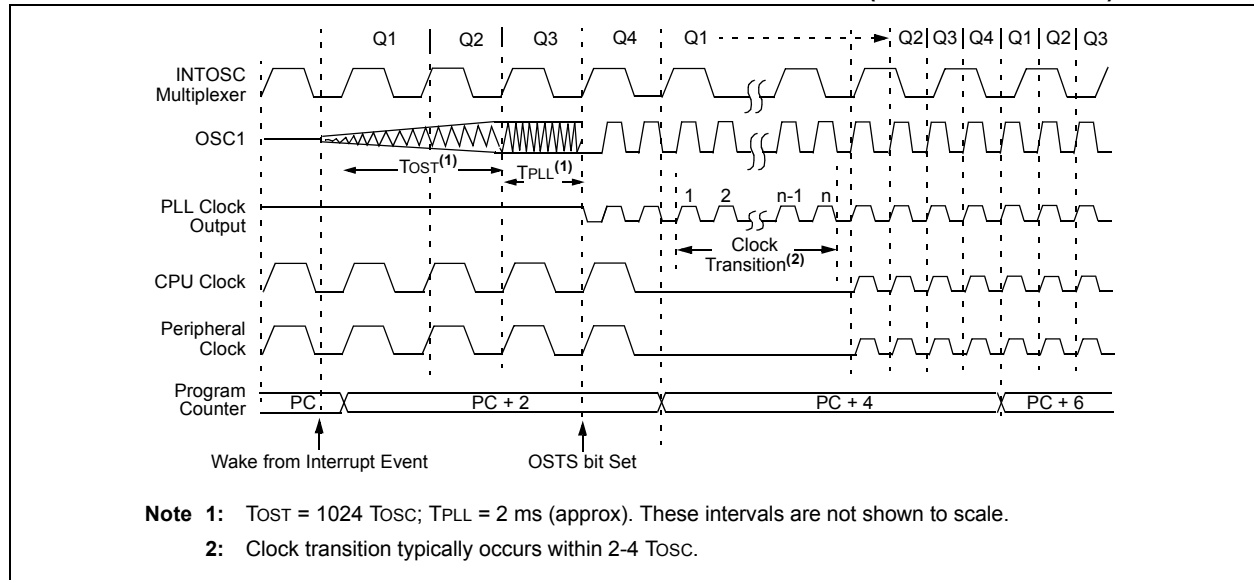 Q1 Q2 Q3 Q4 Q1 Q2 Q3 Q4 Q1 Q2 Q3
INTOSC
Multiplexer
OSC1
TOST(1)
TPLL(1)
PLL Clock
Output
1 2 n-1 n
Clock
Transition(2)
CPU Clock
Peripheral
Clock
Program
Counter
PC PC + 2 PC + 4 PC + 6
Wake from Interrupt Event OSTS bit Set
Note 1: TOST = 1024 TOSC; TPLL = 2 ms (approx). These intervals are not shown to scale.
2: Clock transition typically occurs within 2-4 TOSC.